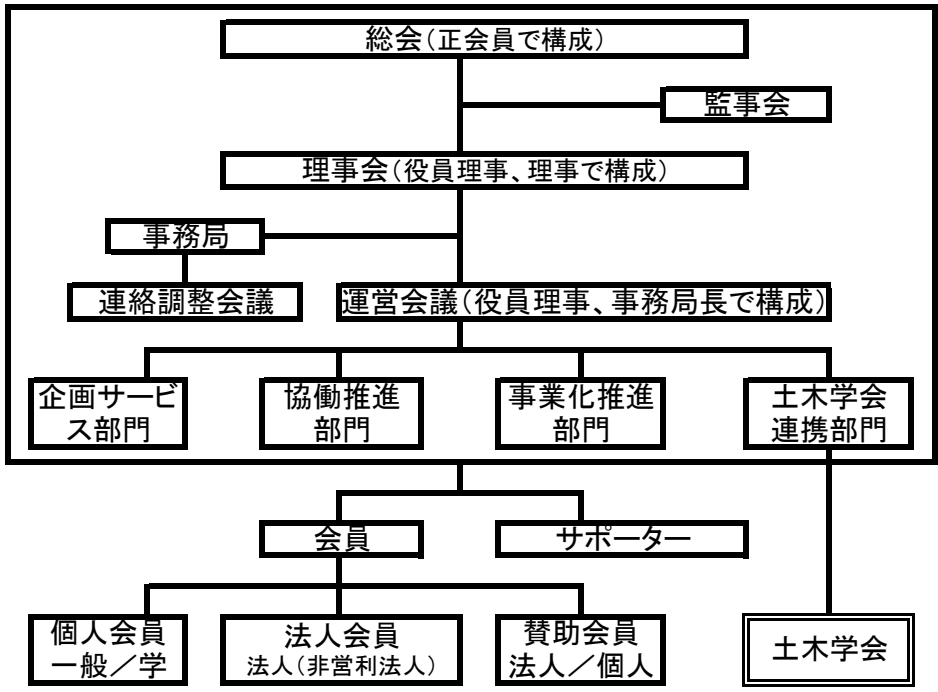 総会(正会員で構成)
監事会
理事会(役員理事、理事で構成)
事務局
連絡調整会議
運営会議(役員理事、事務局長で構成)
企画サービ
ス部門
協働推進
部門
事業化推進
部門
土木学会
連携部門
会員
サポーター
個人会員
一般／学
法人会員
法人(非営利法人)
賛助会員
法人／個人
土木学会